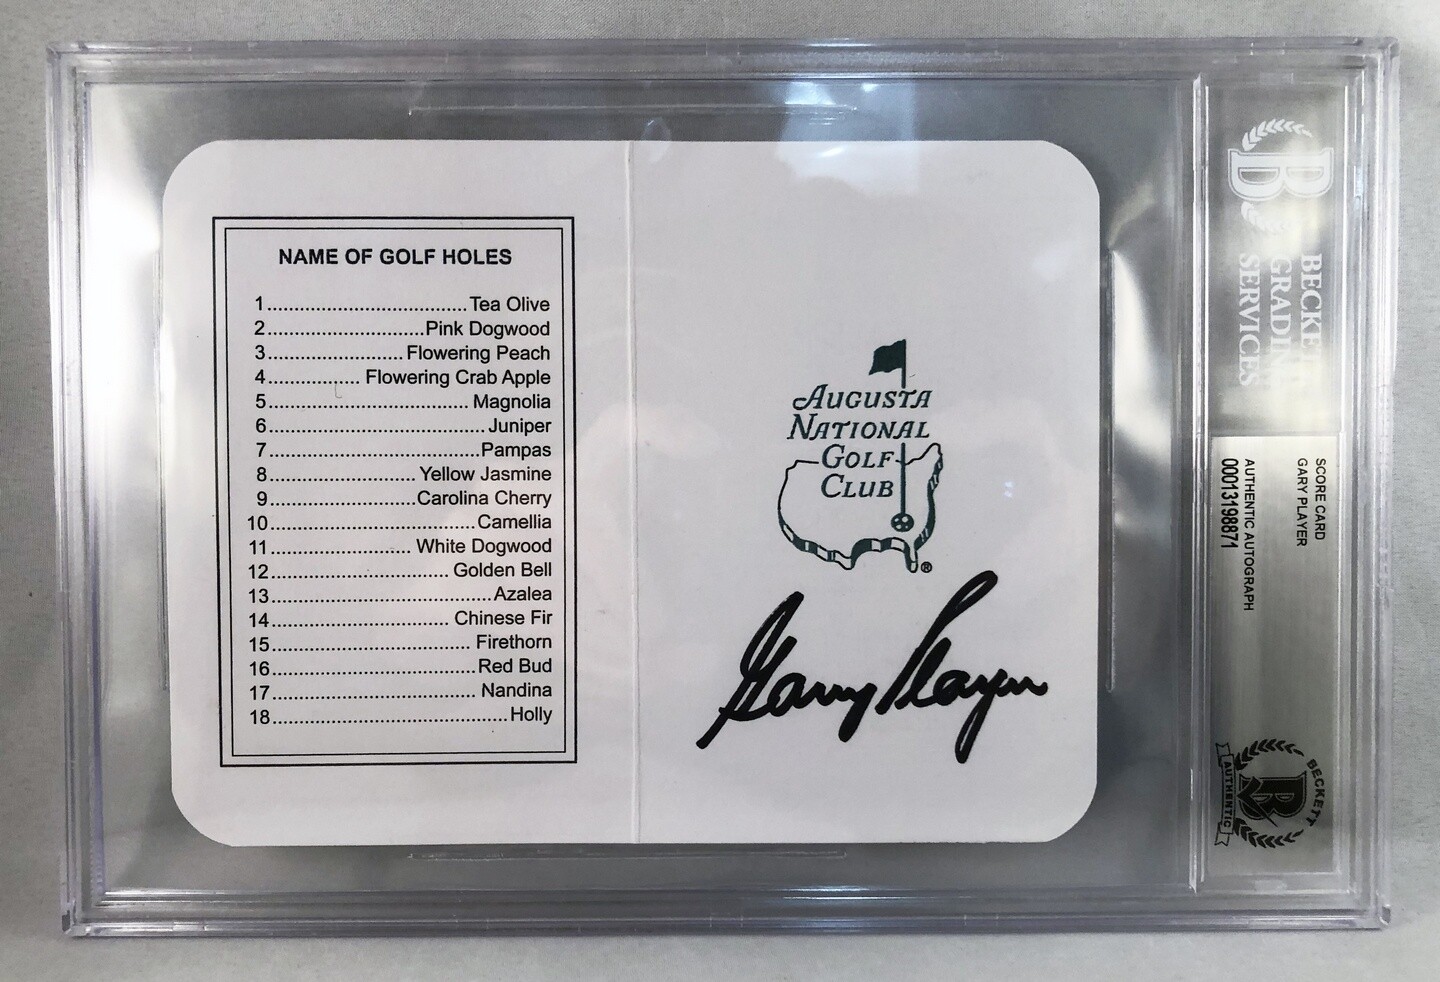 NAME OF GOLF HOLES
1..................................Tea Olive
2..........................Pink Dogwood
3.......................Flowering Peach
4................ Flowering Crab Apple
5..................................Magnolia
6.....................................Juniper
7....................................Pampas
8.........................Yellow Jasmine
9.........................Carolina Cherry
10...................................Camellia
11........................ White Dogwood
12.............................. Golden Bell
13......................................Azalea
14.............................. Chinese Fir
15.................................. Firethorn
16...................................Red Bud
17................................... Nandina
18........................................Holly
AUGUSTA
NATIONAL
GOLF
CLUB
®
Gary Player
B B
BECKETT
GRADING
SERVICES
SCORE CARD
GARY PLAYER
AUTHENTIC AUTOGRAPH
0001319887​1
BECKETT
B
AUTHENTIC